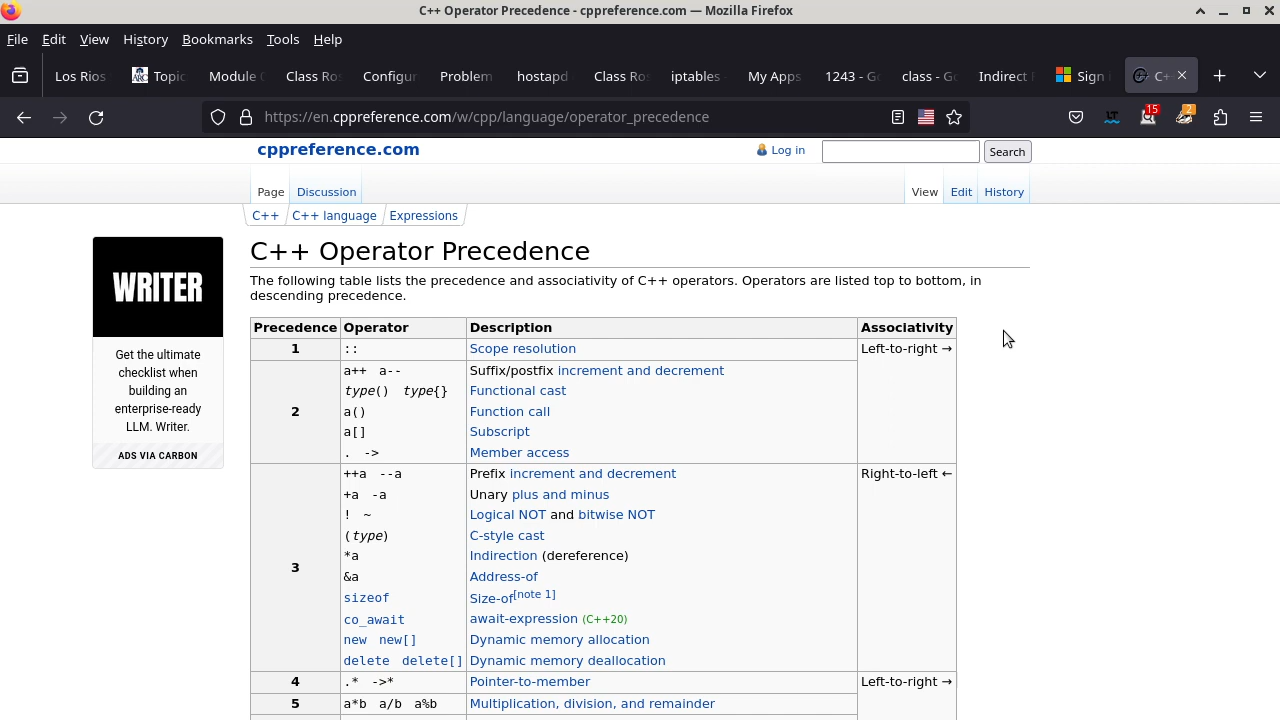 C++ Operator Precedence - cppreference.com — Mozilla Firefox
File Edit View History Bookmarks Tools Help
Los Rios Topic Module Class Ro Configur Problem hostapd Class Ro iptables My Apps 1243 - G class - G Indirect Sign i C+
https://en.cppreference.com/w/cpp/language/operator_precedence 15 2
cppreference.com
Log in Search
Page Discussion View Edit History
C++ C++ language Expressions
WRITER
Get the ultimate
checklist when
building an
enterprise-ready
LLM. Writer.
ADS VIA CARBON
C++ Operator Precedence
The following table lists the precedence and associativity of C++ operators. Operators are listed top to bottom, in
descending precedence.
Precedence Operator Description Associativity
1 :: Scope resolution Left-to-right →
2 a++ a-- Suffix/postfix increment and decrement
type() type{} Functional cast
a() Function call
a[] Subscript
. -> Member access
3 ++a --a Prefix increment and decrement Right-to-left ←
+a -a Unary plus and minus
! ~ Logical NOT and bitwise NOT
(type) C-style cast
*a Indirection (dereference)
&a Address-of
sizeof Size-of[note 1]
co_await await-expression (C++20)
new new[] Dynamic memory allocation
delete delete[] Dynamic memory deallocation
4 .* ->* Pointer-to-member Left-to-right →
5 a*b a/b a%b Multiplication, division, and remainder